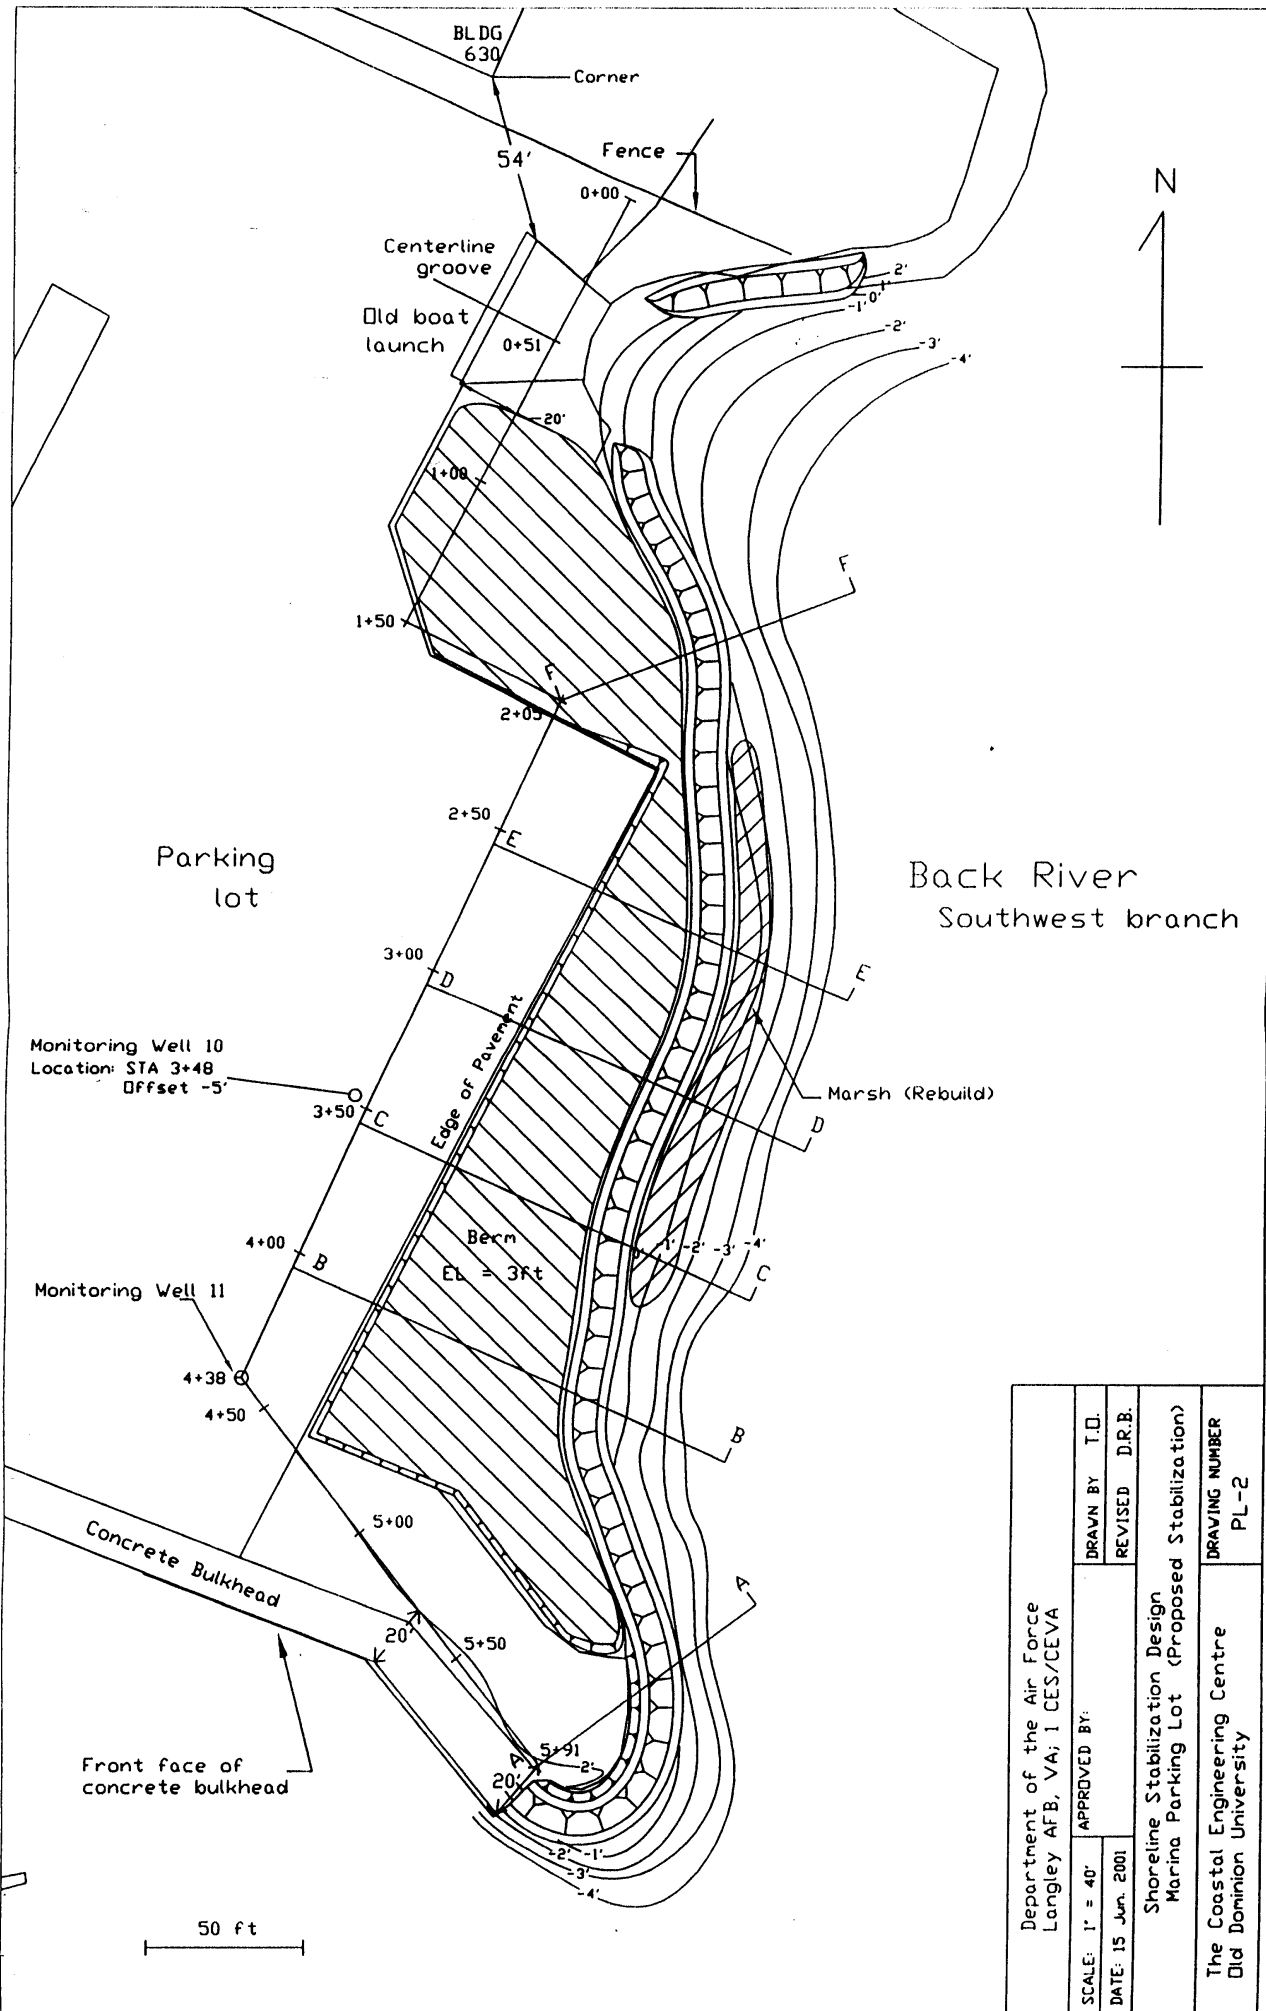 BLDG
630
Corner
54'
Fence
N
0+00
Centerline
groove
Old boat
launch
0+51
2'
1'
0'
-1'
-2'
-3'
-4'
20'
1+00
F
1+50
F
2+05
2+50
E
Parking
lot
Back River
Southwest branch
3+00
D
E
Edge of Pavement
Monitoring Well 10
Location: STA 3+48
Offset -5'
3+50
C
Marsh (Rebuild)
D
4+00
B
Berm
EL = 3ft
0'
-1'
-2'
-3'
-4'
C
Monitoring Well 11
4+38
4+50
B
5+00
Concrete Bulkhead
A
20'
5+50
Front face of
concrete bulkhead
A
5+91
2'
20'
-2'
-1'
-3'
-4'
50 ft
Department of the Air Force
Langley AFB, VA; 1 CES/CEVA
SCALE: 1" = 40'
APPROVED BY:
DRAWN BY T.O.
DATE: 15 Jun. 2001
REVISED D.R.B.
Shoreline Stabilization Design
Marina Parking Lot (Proposed Stabilization)
The Coastal Engineering Centre
Old Dominion University
DRAWING NUMBER
PL-2